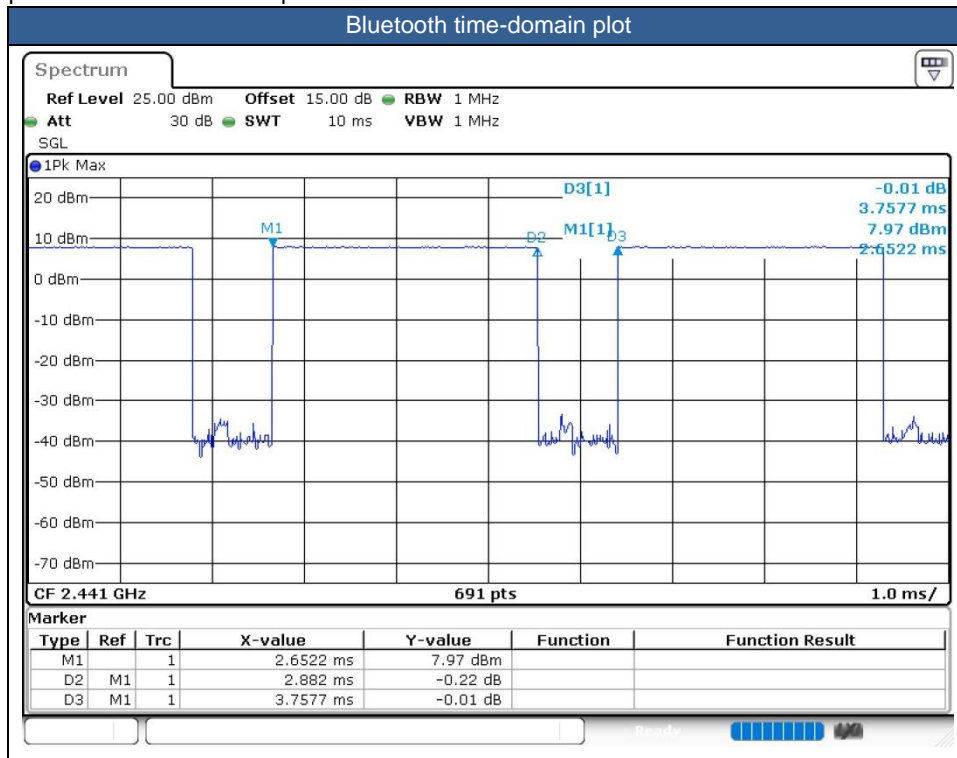 Bluetooth time-domain plot
Spectrum
Ref Level 25.00 dBm Offset 15.00 dB RBW 1 MHz
Att 30 dB SWT 10 ms VBW 1 MHz
SGL
1Pk Max
D3[1] -0.01 dB
3.7577 ms
M1[1] 7.97 dBm
2.6522 ms
M1
D2
D3
20 dBm
10 dBm
0 dBm
-10 dBm
-20 dBm
-30 dBm
-40 dBm
-50 dBm
-60 dBm
-70 dBm
CF 2.441 GHz 691 pts 1.0 ms/
Marker
Type Ref Trc X-value Y-value Function Function Result
M1 1 2.6522 ms 7.97 dBm
D2 M1 1 2.882 ms -0.22 dB
D3 M1 1 3.7577 ms -0.01 dB
Ready